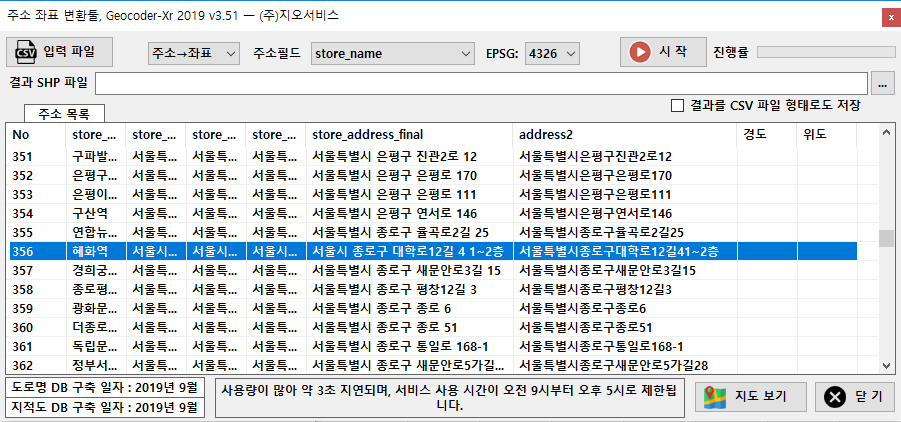 주소 좌표 변환툴, Geocoder-Xr 2019 v3.51 — (주)지오서비스
CSV 입력 파일 주소→좌표 주소필드 store_name EPSG: 4326 시 작 진행률
결과 SHP 파일 ...
주소 목록 결과를 CSV 파일 형태로도 저장
No store_... store_... store_... store_... store_address_final address2 경도 위도
351 구파발... 서울특... 서울특... 서울특... 서울특별시 은평구 진관2로 12 서울특별시은평구진관2로12
352 은평구... 서울특... 서울특... 서울특... 서울특별시 은평구 은평로 170 서울특별시은평구은평로170
353 은평이... 서울특... 서울특... 서울특... 서울특별시 은평구 은평로 111 서울특별시은평구은평로111
354 구산역 서울특... 서울특... 서울특... 서울특별시 은평구 연서로 146 서울특별시은평구연서로146
355 연합뉴... 서울특... 서울특... 서울특... 서울특별시 종로구 율곡로2길 25 서울특별시종로구율곡로2길25
356 혜화역 서울시... 서울시... 서울시... 서울시 종로구 대학로12길 4 1~2층 서울특별시종로구대학로12길41~2층
357 경희궁... 서울특... 서울특... 서울특... 서울특별시 종로구 새문안로3길 15 서울특별시종로구새문안로3길15
358 종로평... 서울특... 서울특... 서울특... 서울특별시 종로구 평창12길 3 서울특별시종로구평창12길3
359 광화문... 서울특... 서울특... 서울특... 서울특별시 종로구 종로 6 서울특별시종로구종로6
360 더종로... 서울특... 서울특... 서울특... 서울특별시 종로구 종로 51 서울특별시종로구종로51
361 독립문... 서울특... 서울특... 서울특... 서울특별시 종로구 통일로 168-1 서울특별시종로구통일로168-1
362 정부서... 서울특... 서울특... 서울특... 서울특별시 종로구 새문안로5가길... 서울특별시종로구새문안로5가길28
도로명 DB 구축 일자 : 2019년 9월
지적도 DB 구축 일자 : 2019년 9월
사용량이 많아 약 3초 지연되며, 서비스 사용 시간이 오전 9시부터 오후 5시로 제한됩
니다.
지도 보기 닫 기